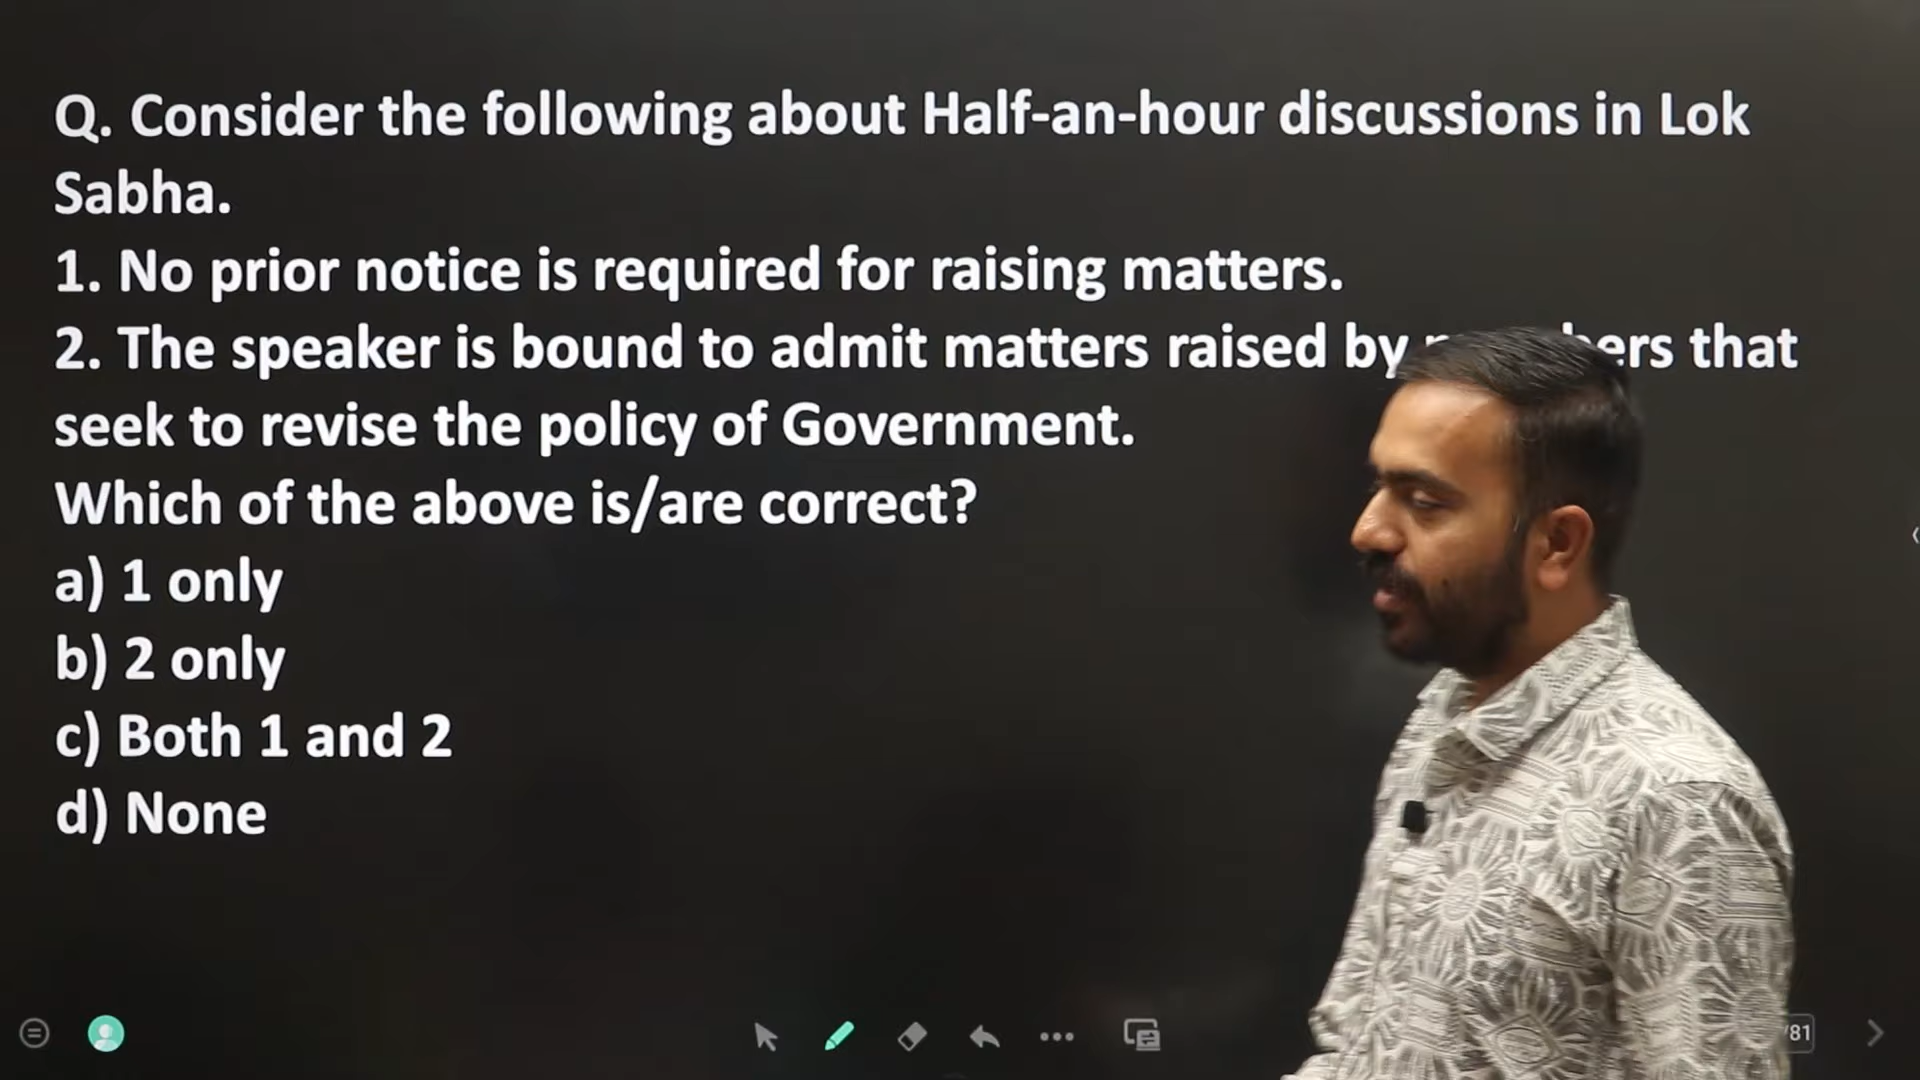 Q. Consider the following about Half-an-hour discussions in Lok
Sabha.
1. No prior notice is required for raising matters.
2. The speaker is bound to admit matters raised by that
seek to revise the policy of Government.
Which of the above is/are correct?
a) 1 only
b) 2 only
c) Both 1 and 2
d) None
/81